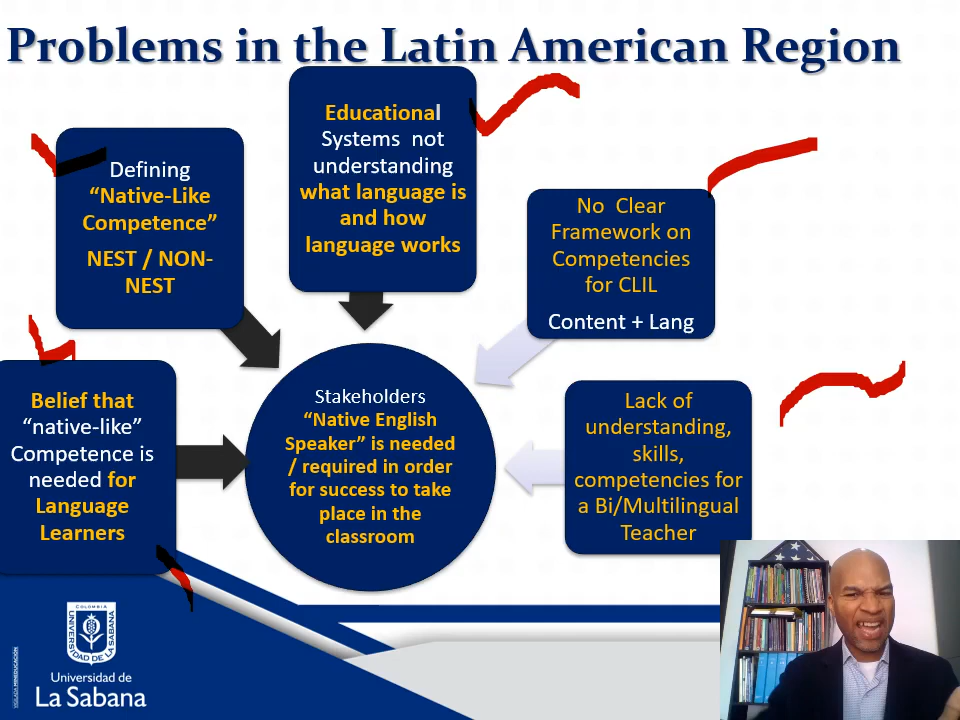 Problems in the Latin American Region
Educational
Systems not
understanding
what language is
and how
language works
Defining
“Native-Like
Competence”
NEST / NON-
NEST
No Clear
Framework on
Competencies
for CLIL
Content + Lang
Belief that
“native-like”
Competence is
needed for
Language
Learners
Stakeholders
“Native English
Speaker” is needed
/ required in order
for success to take
place in the
classroom
Lack of
understanding,
skills,
competencies for
a Bi/Multilingual
Teacher
COLOMBIA
UNIVERSIDAD DE LA SABANA
VIGILADA MINEDUCACIÓN
Universidad de
La Sabana